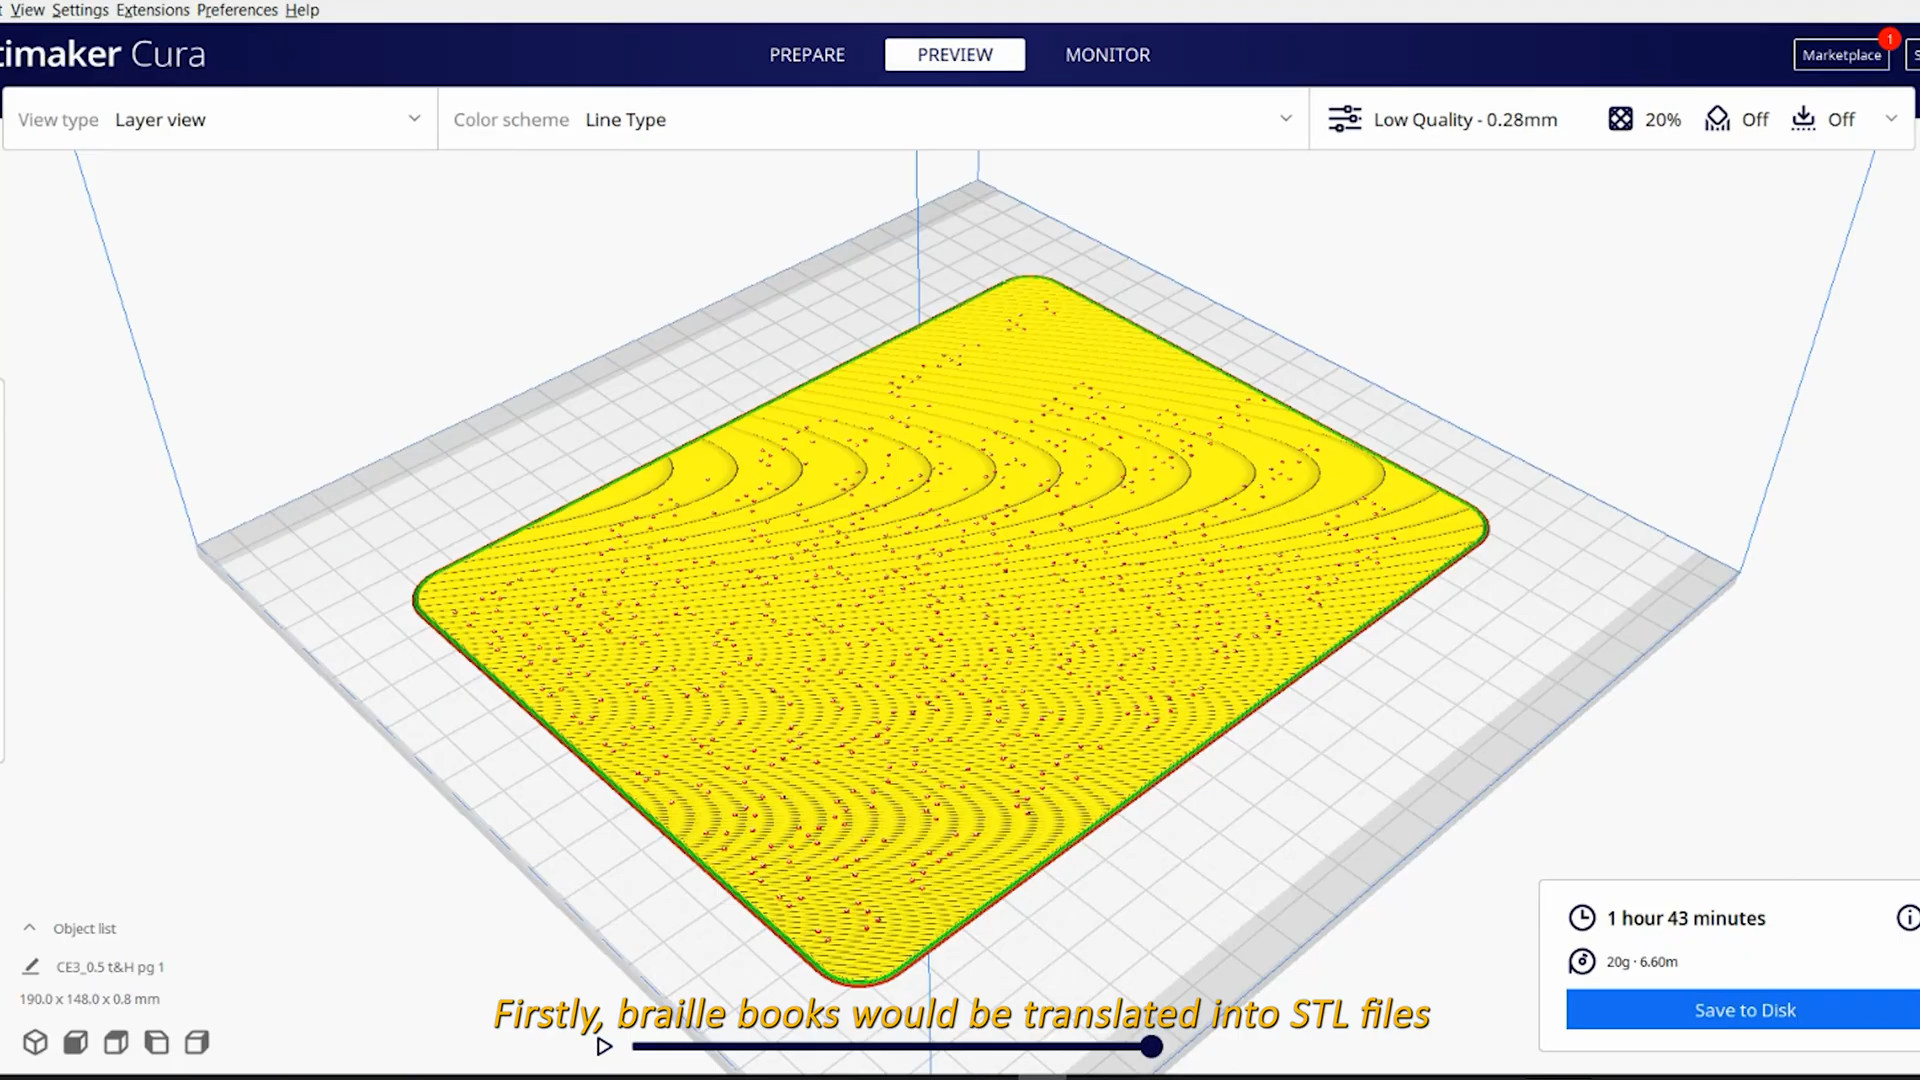 View Settings Extensions Preferences Help
timaker Cura
PREPARE PREVIEW MONITOR
Marketplace 1
View type Layer view
Color scheme Line Type
Low Quality - 0.28mm 20% Off Off
Object list
CE3_0.5 t&H pg 1
190.0 x 148.0 x 0.8 mm
1 hour 43 minutes
20g · 6.60m
Save to Disk
Firstly, braille books would be translated into STL files